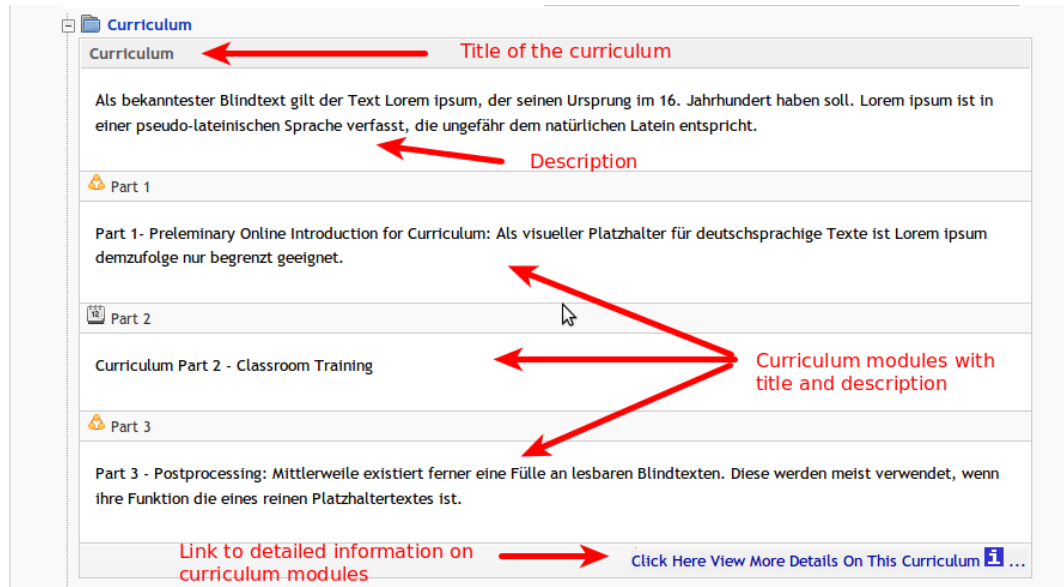 Curriculum
Curriculum
Title of the curriculum
Als bekanntester Blindtext gilt der Text Lorem ipsum, der seinen Ursprung im 16. Jahrhundert haben soll. Lorem ipsum ist in
einer pseudo-lateinischen Sprache verfasst, die ungefähr dem natürlichen Latein entspricht.
Description
Part 1
Part 1- Preleminary Online Introduction for Curriculum: Als visueller Platzhalter für deutschsprachige Texte ist Lorem ipsum
demzufolge nur begrenzt geeignet.
12
Part 2
Curriculum Part 2 - Classroom Training
Curriculum modules with
title and description
Part 3
Part 3 - Postprocessing: Mittlerweile existiert ferner eine Fülle an lesbaren Blindtexten. Diese werden meist verwendet, wenn
ihre Funktion die eines reinen Platzhaltertextes ist.
Link to detailed information on
curriculum modules
Click Here View More Details On This Curriculum i ...